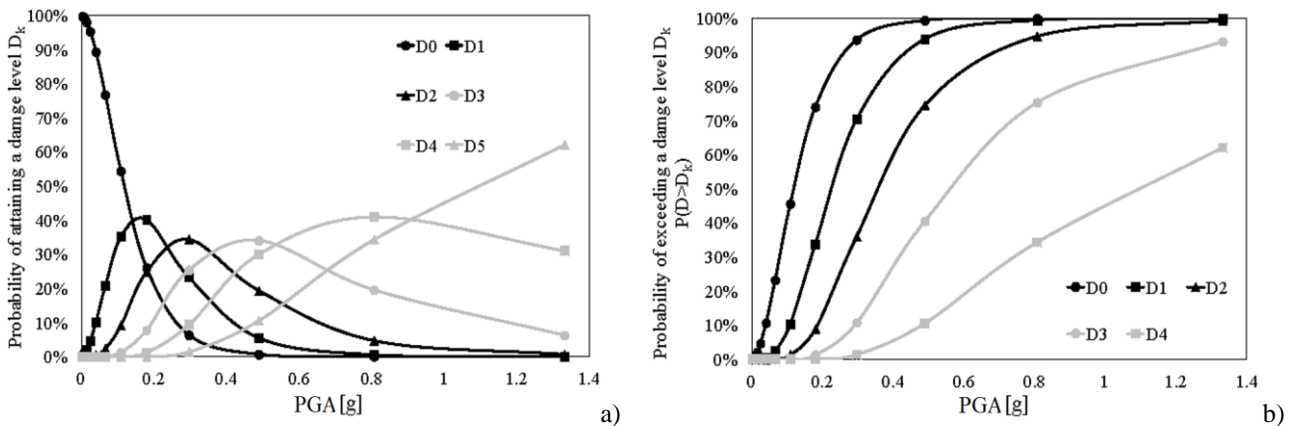 Probability of attaining a damge level Dk
100%
90%
80%
70%
60%
50%
40%
30%
20%
10%
0%
D0 D1
D2 D3
D4 D5
0 0.2 0.4 0.6 0.8 1 1.2 1.4
PGA [g]
a)
Probability of exceeding a damge level Dk
P(D>Dk)
100%
90%
80%
70%
60%
50%
40%
30%
20%
10%
0%
D0 D1 D2
D3 D4
0 0.2 0.4 0.6 0.8 1 1.2 1.4
PGA [g]
b)